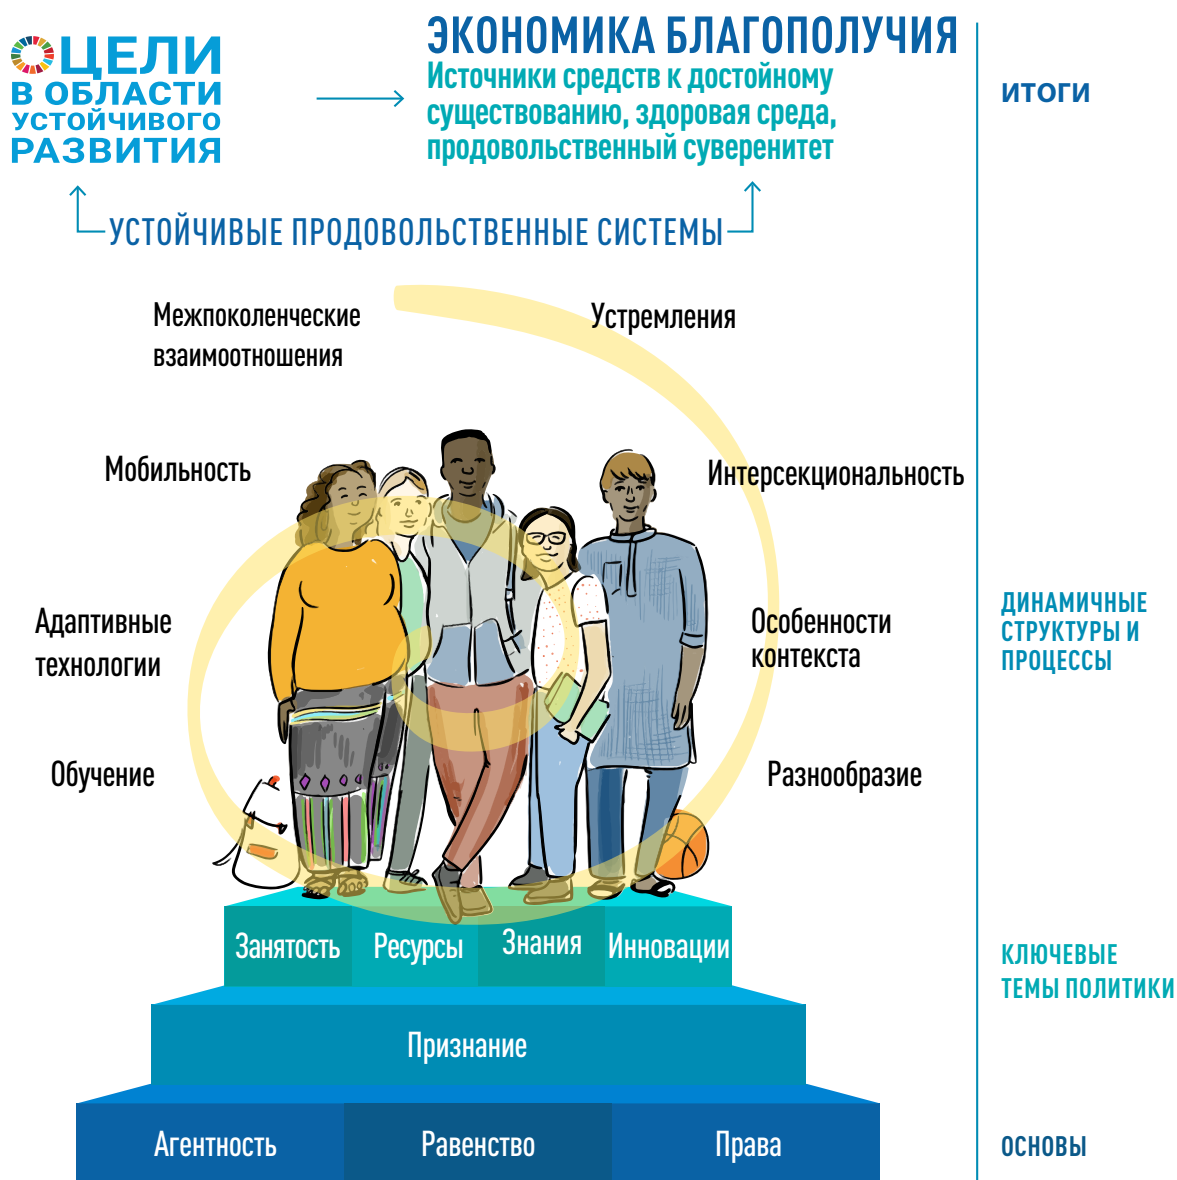 ЦЕЛИ
В ОБЛАСТИ
УСТОЙЧИВОГО
РАЗВИТИЯ
ЭКОНОМИКА БЛАГОПОЛУЧИЯ
Источники средств к достойному
существованию, здоровая среда,
продовольственный суверенитет
ИТОГИ
УСТОЙЧИВЫЕ ПРОДОВОЛЬСТВЕННЫЕ СИСТЕМЫ
Межпоколенческие
взаимоотношения
Устремления
Мобильность
Интерсекциональность
Адаптивные
технологии
Особенности
контекста
ДИНАМИЧНЫЕ
СТРУКТУРЫ И
ПРОЦЕССЫ
Обучение
Разнообразие
Занятость
Ресурсы
Знания
Инновации
КЛЮЧЕВЫЕ
ТЕМЫ ПОЛИТИКИ
Признание
Агентность
Равенство
Права
ОСНОВЫ